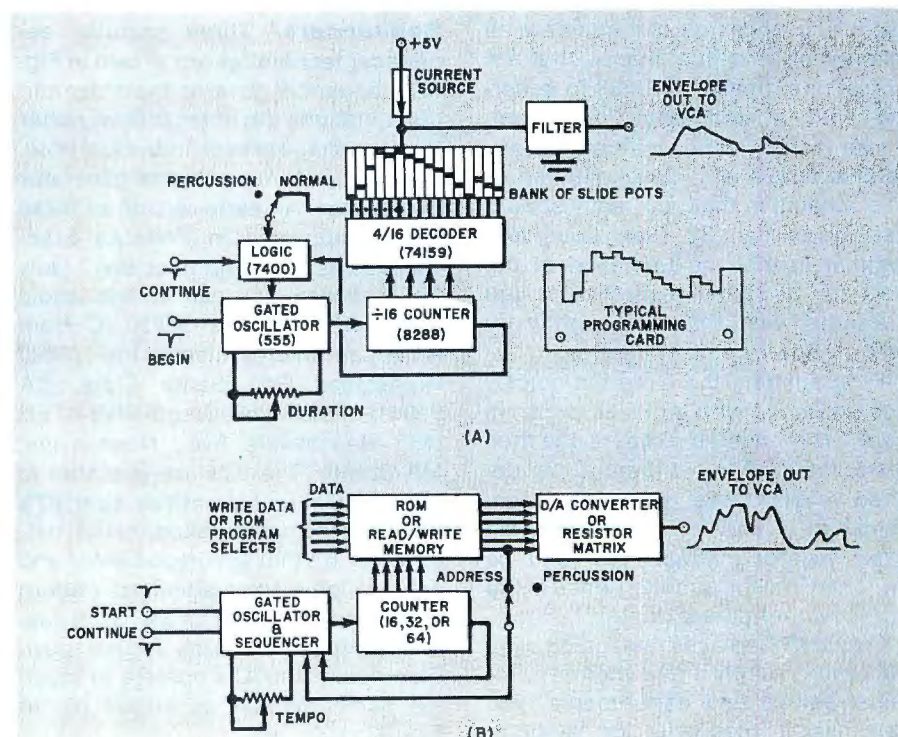 +5V
CURRENT
SOURCE
FILTER
ENVELOPE
OUT TO
VCA
PERCUSSION
NORMAL
BANK OF SLIDE POTS
4/16 DECODER
(74159)
LOGIC
(7400)
CONTINUE
GATED
OSCILLATOR
(555)
÷16 COUNTER
(8288)
BEGIN
DURATION
TYPICAL
PROGRAMMING
CARD
(A)
DATA
WRITE DATA
OR ROM
PROGRAM
SELECTS
ROM
OR
READ/WRITE
MEMORY
D/A CONVERTER
OR
RESISTOR
MATRIX
ENVELOPE OUT
TO VCA
ADDRESS
PERCUSSION
START
CONTINUE
GATED
OSCILLATOR
&
SEQUENCER
COUNTER
(16, 32, OR
64)
TEMPO
(B)